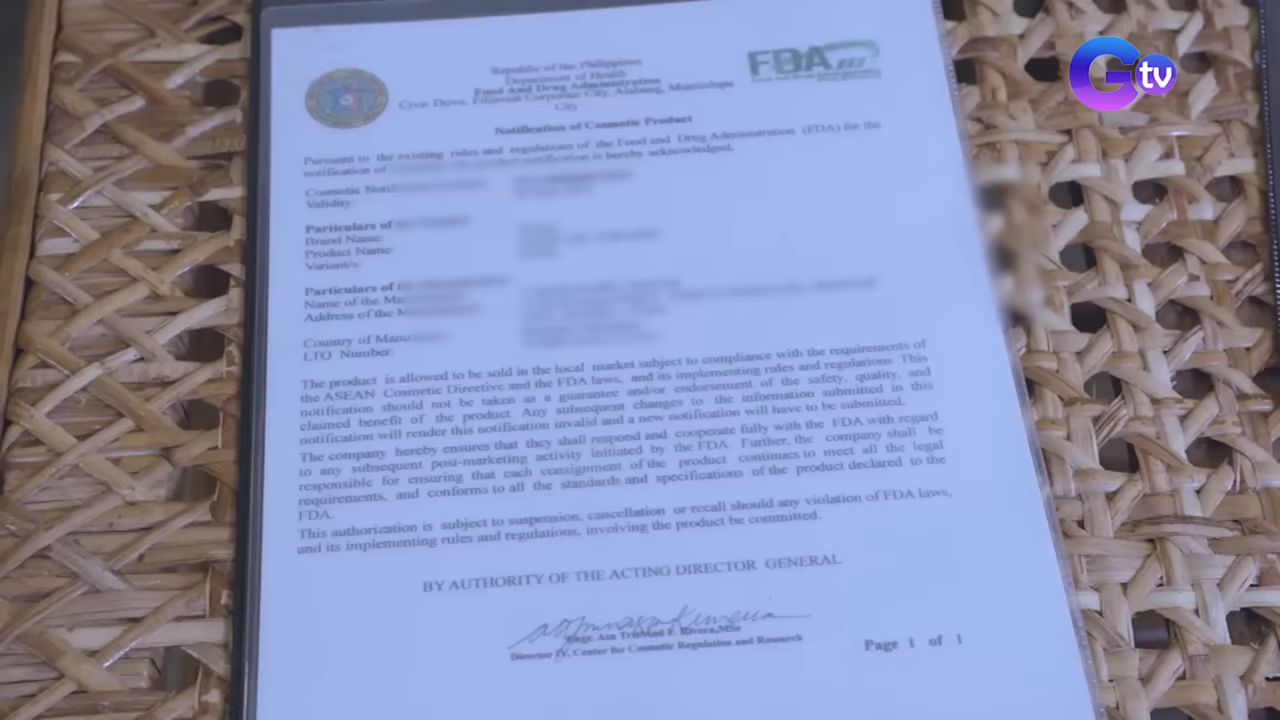 Gtv
FDA
Republic of the Philippines
Department of Health
Food And Drug Administration
Civic Drive, Filinvest Corporate City, Alabang, Muntinlupa
City
Notification of Cosmetic Product
Pursuant to the existing rules and regulations of the Food and Drug Administration (FDA) for the
notification of notification is hereby acknowledged.
Cosmetic
Validity:
Particulars of
Brand Name:
Product Name:
Variant/s:
Particulars of
Name of the
Address of the
Country of
LTO Number:
The product is allowed to be sold in the local market subject to compliance with the requirements of
the ASEAN Cosmetic Directive and the FDA laws, and its implementing rules and regulations. This
notification should not be taken as a guarantee and/or endorsement of the safety, quality, and
claimed benefit of the product Any subsequent changes to the information submitted in this
notification will render this notification invalid and a new notification will have to be submitted.
The company hereby ensures that they shall respond and cooperate fully with the FDA with regard
to any subsequent post-marketing activity initiated by the FDA. Further, the company shall be
responsible for ensuring that each consignment of the product continues to meet all the legal
requirements, and conforms to all the standards and specifications of the product declared to the
FDA.
This authorization is subject to suspension, cancellation or recall should any violation of FDA laws,
and its implementing rules and regulations, involving the product be committed.
BY AUTHORITY OF THE ACTING DIRECTOR GENERAL
Engr. Ana Trinidad F. Rivera,MSc
Director IV, Center for Cosmetic Regulation and Research
Page 1 of 1